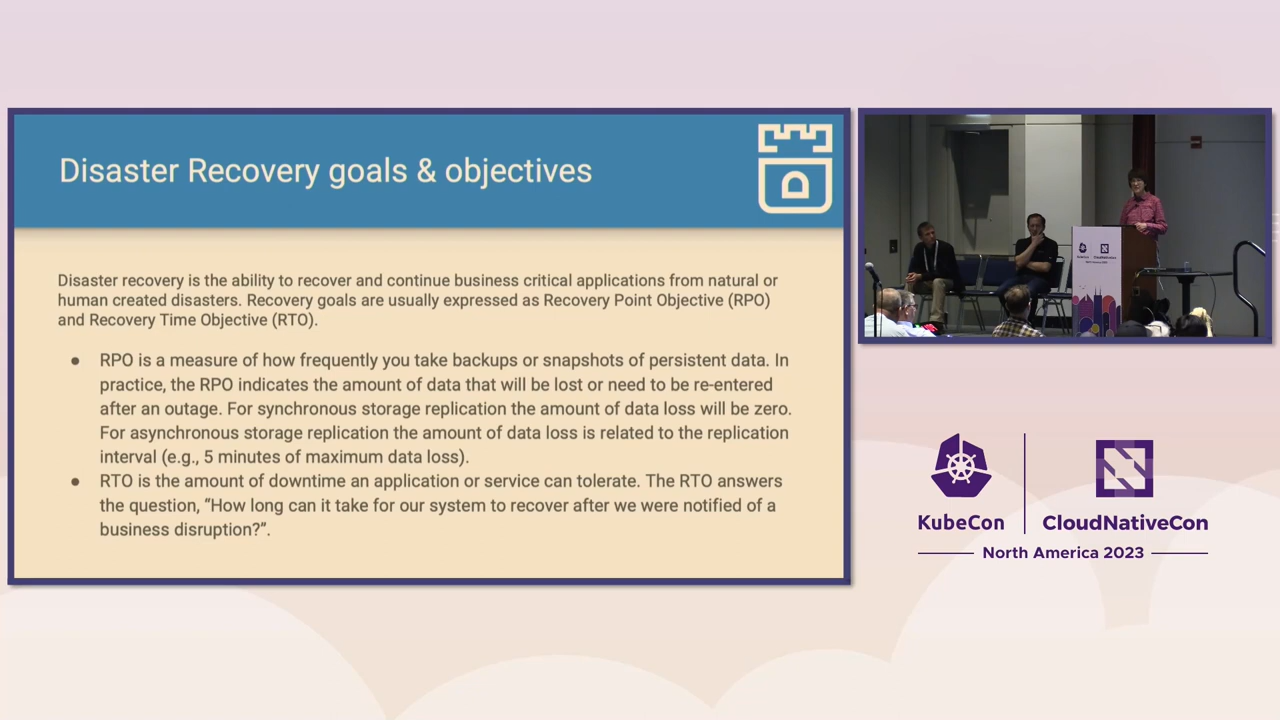 Disaster Recovery goals & objectives
Disaster recovery is the ability to recover and continue business critical applications from natural or
human created disasters. Recovery goals are usually expressed as Recovery Point Objective (RPO)
and Recovery Time Objective (RTO).
● RPO is a measure of how frequently you take backups or snapshots of persistent data. In
practice, the RPO indicates the amount of data that will be lost or need to be re-entered
after an outage. For synchronous storage replication the amount of data loss will be zero.
For asynchronous storage replication the amount of data loss is related to the replication
interval (e.g., 5 minutes of maximum data loss).
● RTO is the amount of downtime an application or service can tolerate. The RTO answers
the question, “How long can it take for our system to recover after we were notified of a
business disruption?”.
KubeCon
CloudNativeCon
North America 2023